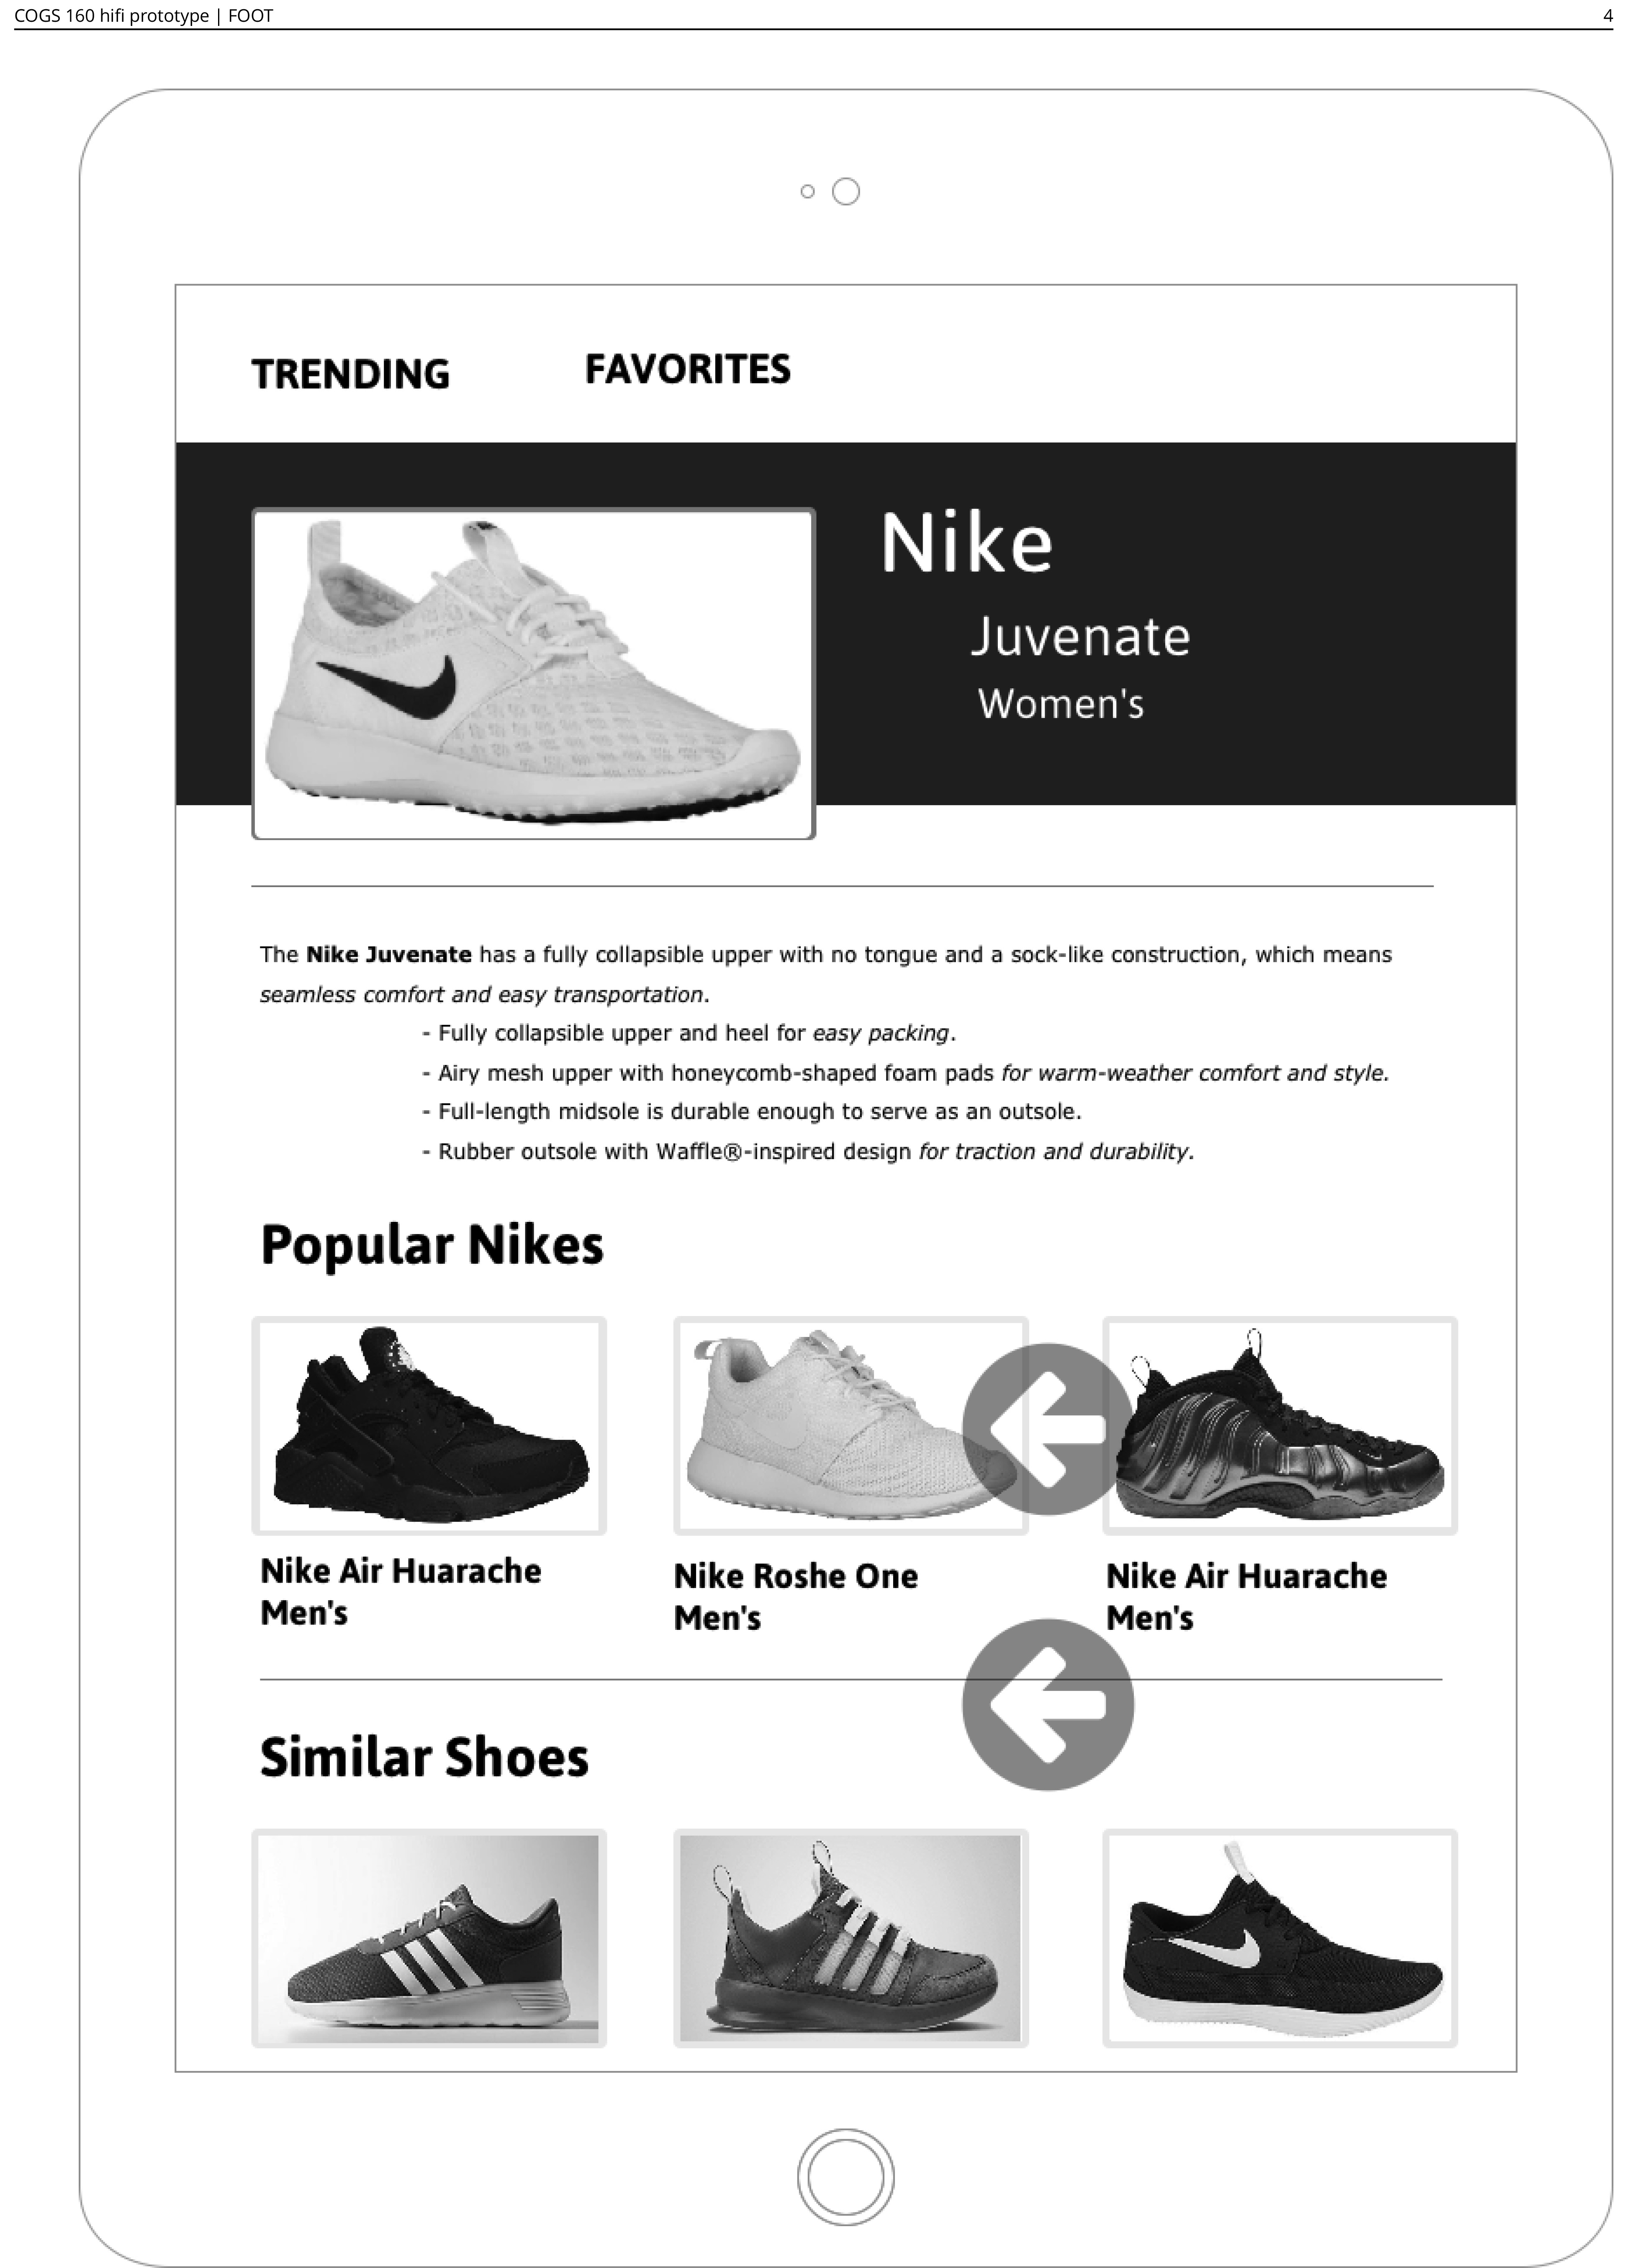 COGS 160 hifi prototype | FOOT 4
TRENDING FAVORITES
Nike
Juvenate
Women's
The Nike Juvenate has a fully collapsible upper with no tongue and a sock-like construction, which means
seamless comfort and easy transportation.
- Fully collapsible upper and heel for easy packing.
- Airy mesh upper with honeycomb-shaped foam pads for warm-weather comfort and style.
- Full-length midsole is durable enough to serve as an outsole.
- Rubber outsole with Waffle®-inspired design for traction and durability.
Popular Nikes
Nike Air Huarache
Men's
Nike Roshe One
Men's
Nike Air Huarache
Men's
Similar Shoes